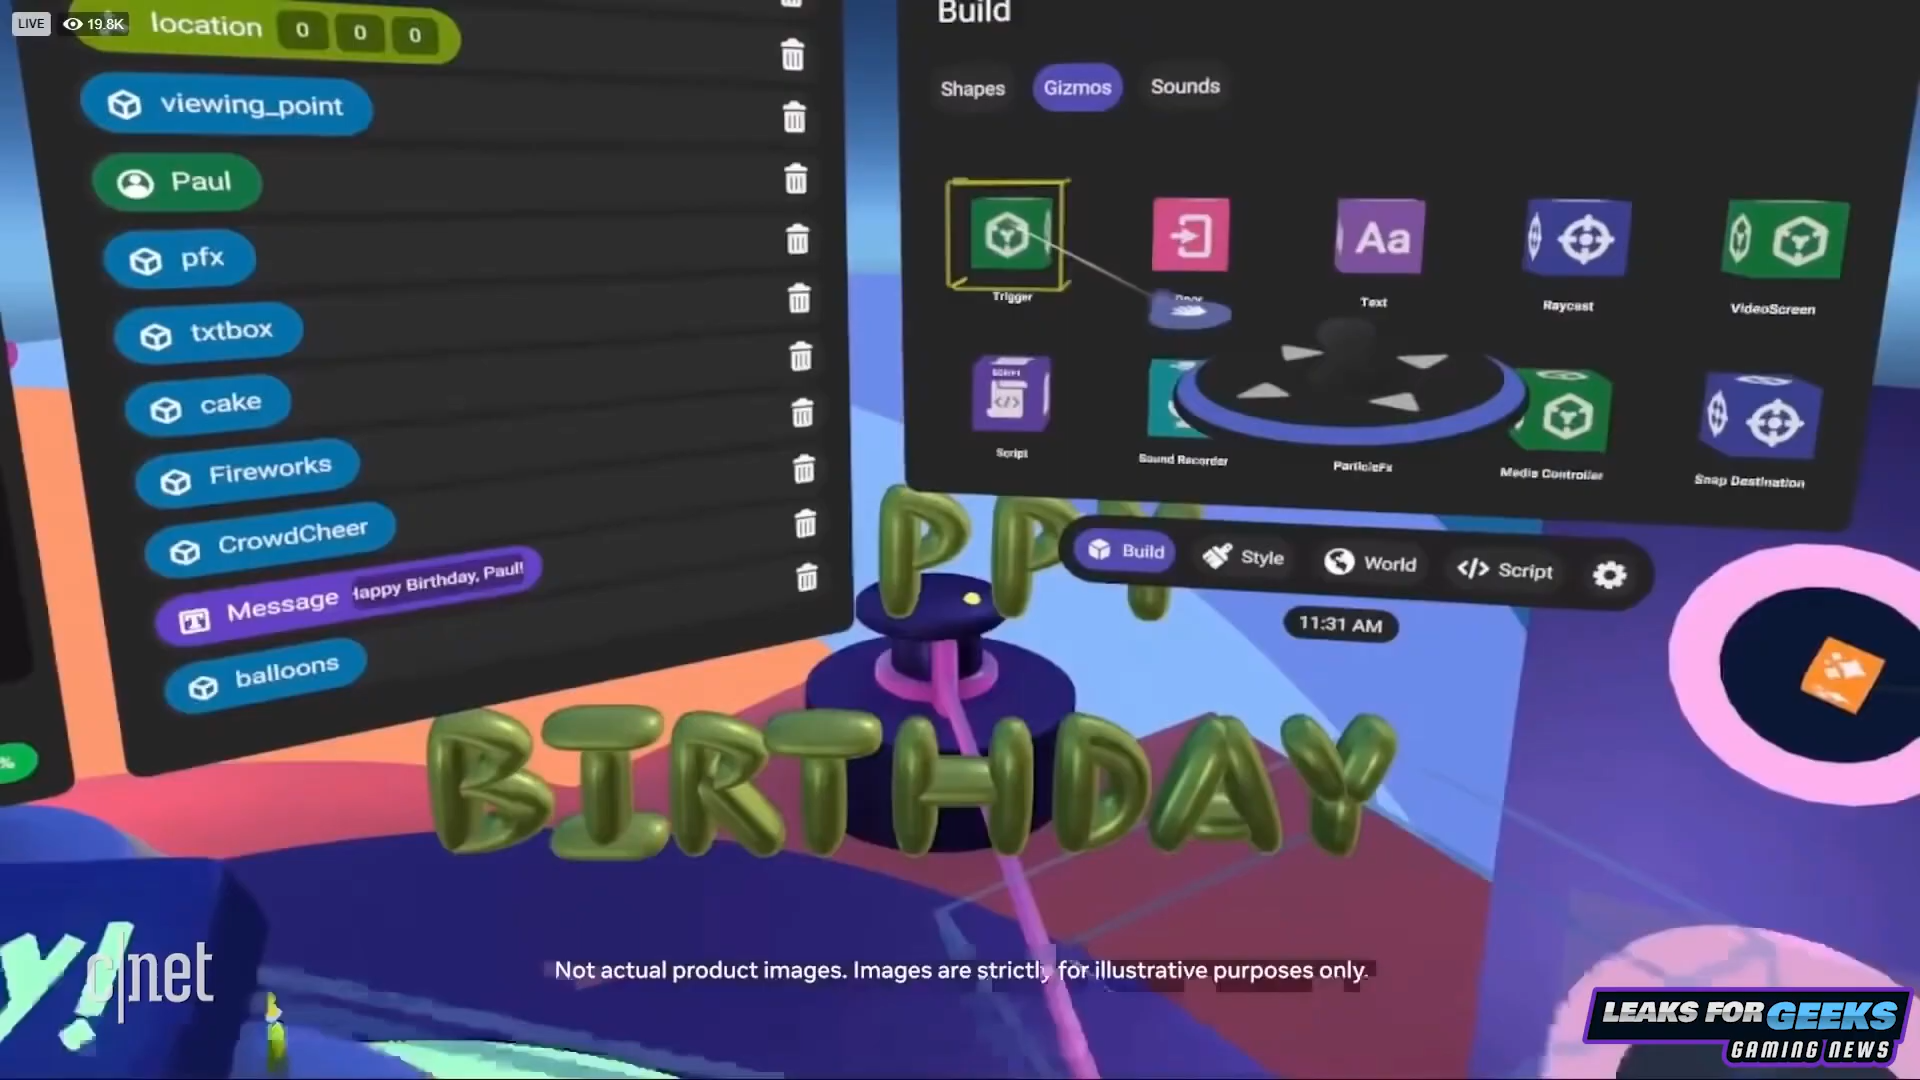 LIVE 19.8K
location 0 0 0
viewing_point
Paul
pfx
txtbox
cake
Fireworks
CrowdCheer
Message Happy Birthday, Paul!
balloons
%
Build
Shapes Gizmos Sounds
Trigger
Aa
Text
Raycast
VideoScreen
SCRIPT
</>
Script
Sound Recorder
ParticleFx
Media Controller
Snap Destination
Build Style World </> Script
11:31 AM
PPY
BIRTHDAY
y!
c|net
Not actual product images. Images are strictly for illustrative purposes only.
LEAKS FOR GEEKS
GAMING NEWS